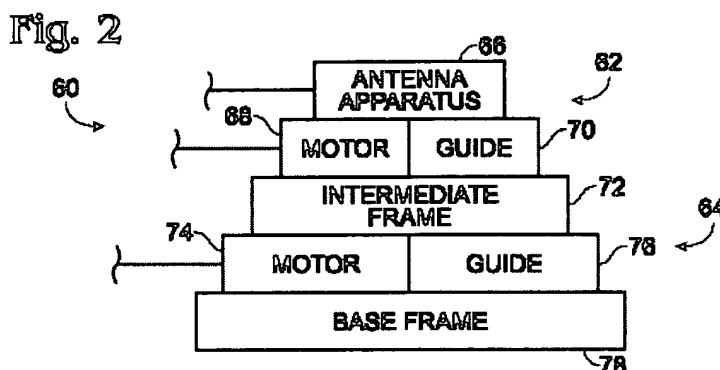 Fig. 2
66
ANTENNA
APPARATUS
62
60
68
MOTOR
GUIDE
70
INTERMEDIATE
FRAME
72
74
64
MOTOR
GUIDE
76
BASE FRAME
78